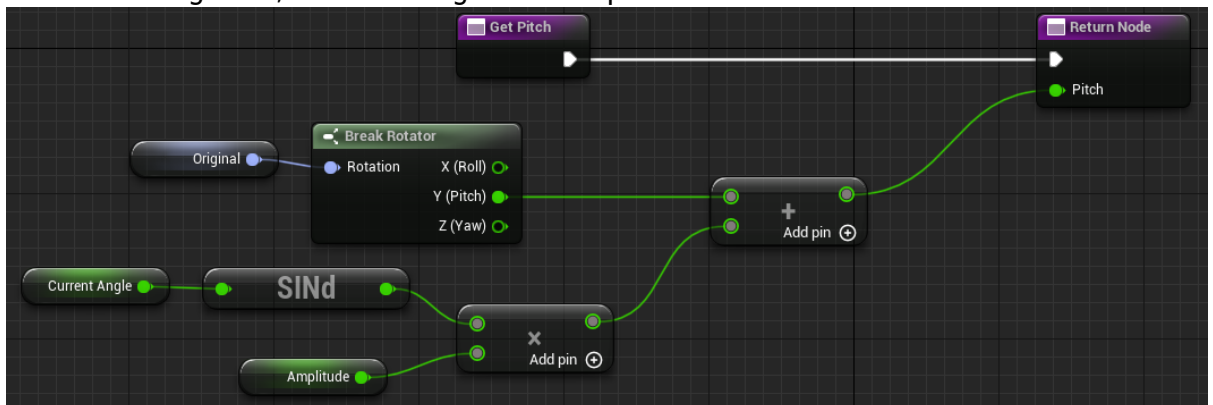 Get Pitch
Return Node
Pitch
Break Rotator
Original
Rotation
X (Roll)
Y (Pitch)
Z (Yaw)
+
Add pin
Current Angle
SINd
×
Add pin
Amplitude